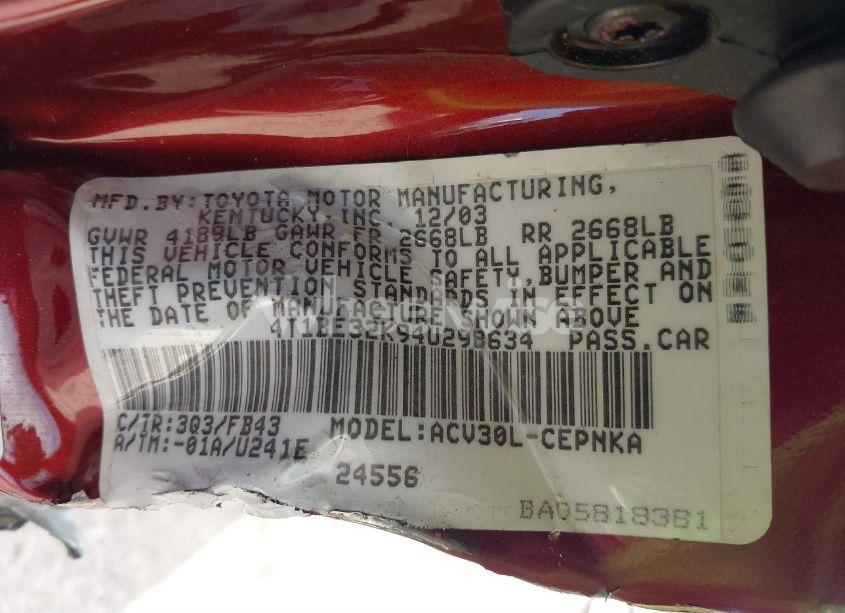 MFD.BY:TOYOTA MOTOR MANUFACTURING,
KENTUCKY,INC. 12/03
GVWR 4189LB GAWR FR 2668LB RR 2668LB
THIS VEHICLE CONFORMS TO ALL APPLICABLE
FEDERAL MOTOR VEHICLE SAFETY,BUMPER AND
THEFT PREVENTION STANDARDS IN EFFECT ON
THE DATE OF MANUFACTURE SHOWN ABOVE
4T1BE32K94U298634 PASS.CAR
C/TR:3Q3/FB43 MODEL:ACV30L-CEPNKA
A/TM:-01A/U241E
24556
BA05818381